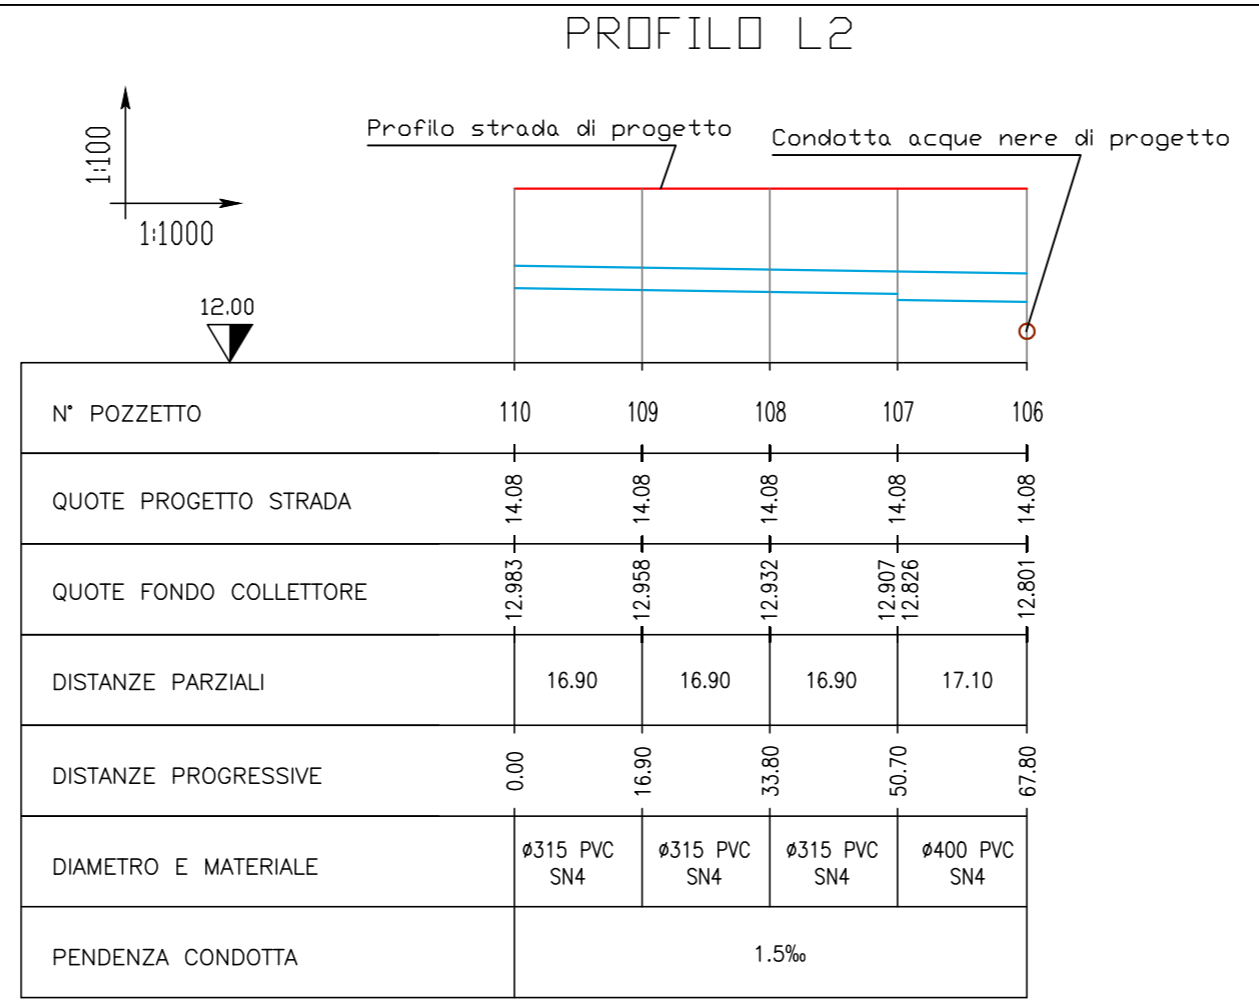 PROFILO L2
Profilo strada di progetto
Condotta acque nere di progetto
1:100
1:1000
12.00
N° POZZETTO 110 109 108 107 106
QUOTE PROGETTO STRADA 14.08 14.08 14.08 14.08 14.08
QUOTE FONDO COLLETTORE 12.983 12.958 12.932 12.907 12.826 12.801
DISTANZE PARZIALI 16.90 16.90 16.90 17.10
DISTANZE PROGRESSIVE 0.00 16.90 33.80 50.70 67.80
DIAMETRO E MATERIALE ø315 PVC ø315 PVC ø315 PVC ø400 PVC
SN4 SN4 SN4 SN4
PENDENZA CONDOTTA 1.5‰